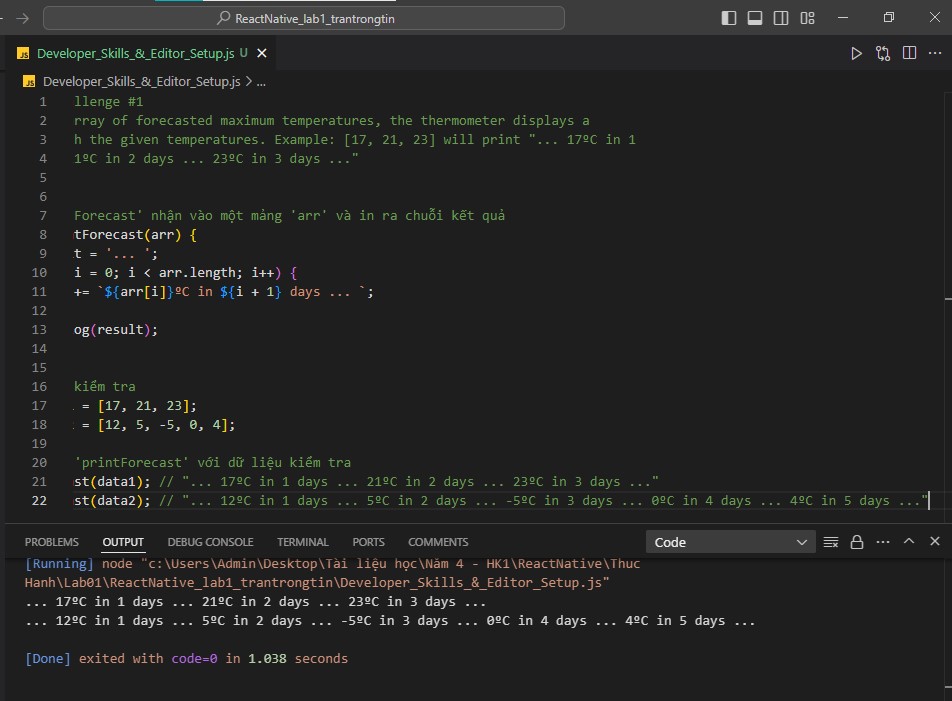 ReactNative_lab1_trantrongtin
JS Developer_Skills_&_Editor_Setup.js U
JS Developer_Skills_&_Editor_Setup.js > ...
1 llenge #1
2 rray of forecasted maximum temperatures, the thermometer displays a
3 h the given temperatures. Example: [17, 21, 23] will print "... 17ºC in 1
4 1ºC in 2 days ... 23ºC in 3 days ..."
5
6
7 Forecast' nhận vào một mảng 'arr' và in ra chuỗi kết quả
8 tForecast(arr) {
9 t = '... ';
10 i = 0; i < arr.length; i++) {
11 += `${arr[i]}ºC in ${i + 1} days ... `;
12
13 og(result);
14
15
16 kiểm tra
17 = [17, 21, 23];
18 = [12, 5, -5, 0, 4];
19
20 'printForecast' với dữ liệu kiểm tra
21 st(data1); // "... 17ºC in 1 days ... 21ºC in 2 days ... 23ºC in 3 days ..."
22 st(data2); // "... 12ºC in 1 days ... 5ºC in 2 days ... -5ºC in 3 days ... 0ºC in 4 days ... 4ºC in 5 days ..."
PROBLEMS OUTPUT DEBUG CONSOLE TERMINAL PORTS COMMENTS Code
[Running] node "c:\Users\Admin\Desktop\Tài liệu học\Năm 4 - HK1\ReactNative\Thuc
Hanh\Lab01\ReactNative_lab1_trantrongtin\Developer_Skills_&_Editor_Setup.js"
... 17ºC in 1 days ... 21ºC in 2 days ... 23ºC in 3 days ...
... 12ºC in 1 days ... 5ºC in 2 days ... -5ºC in 3 days ... 0ºC in 4 days ... 4ºC in 5 days ...
[Done] exited with code=0 in 1.038 seconds